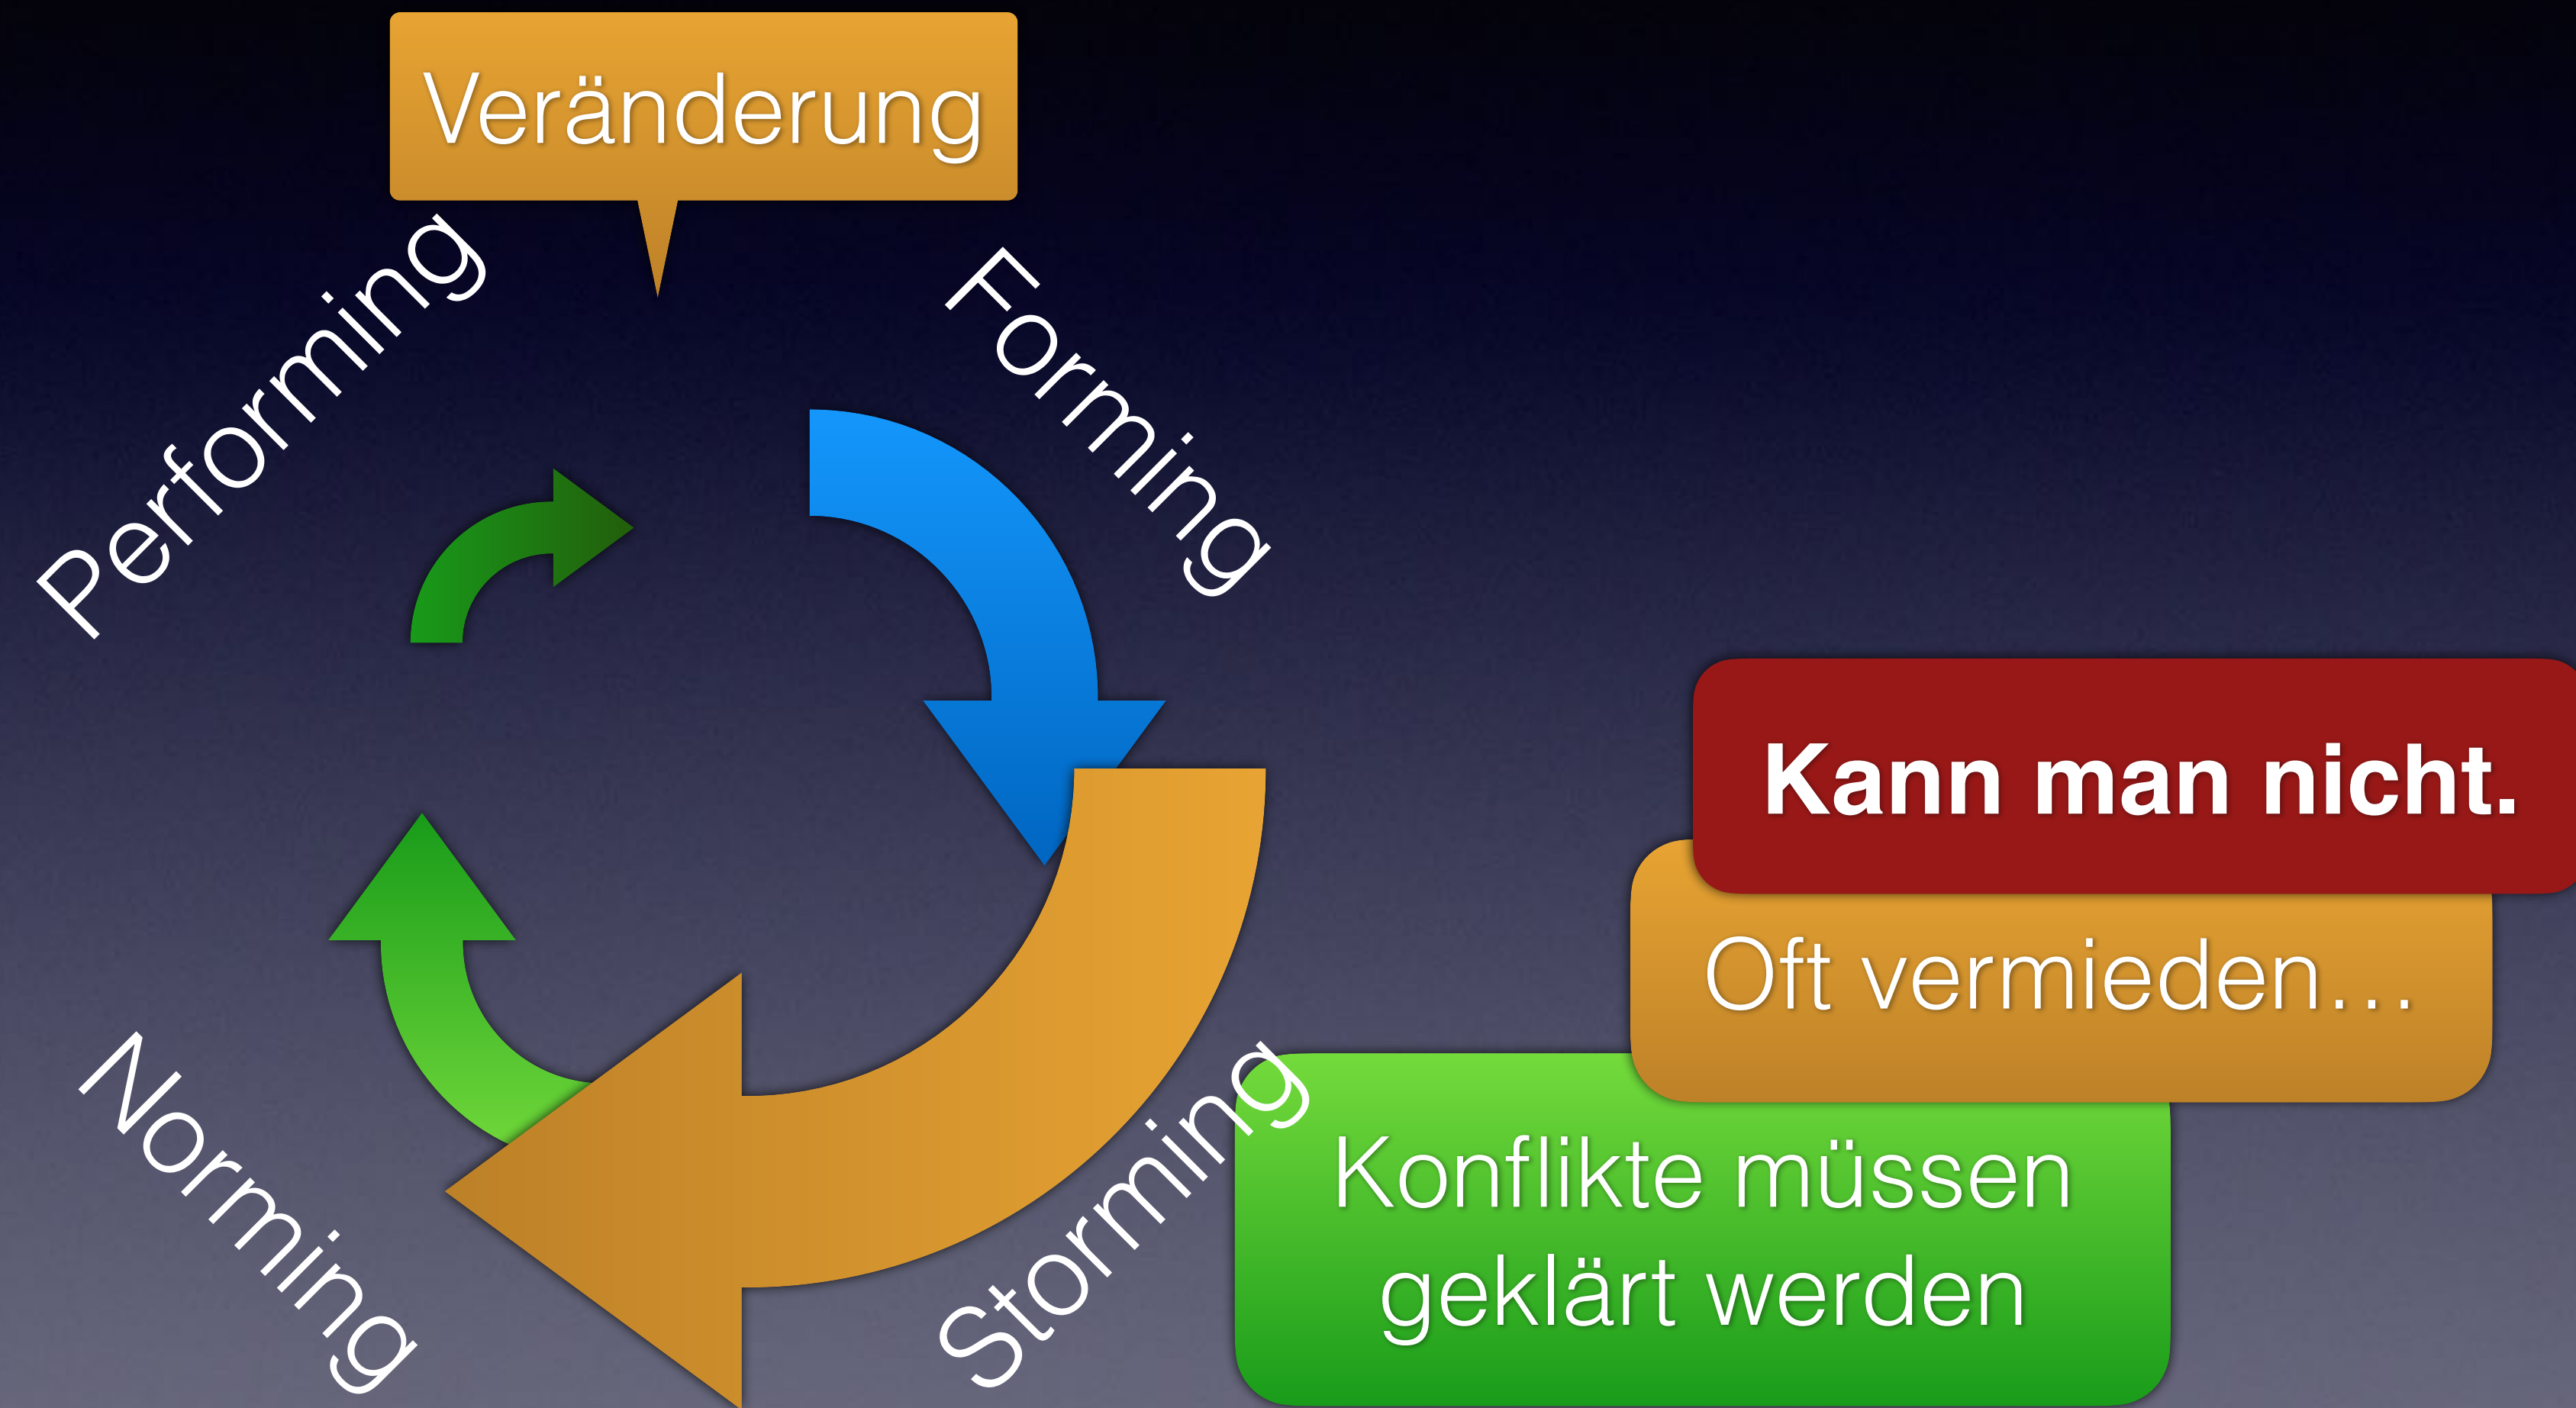 Veränderung
Performing
Forming
Kann man nicht.
Oft vermieden…
Konflikte müssen
geklärt werden
Storming
Norming